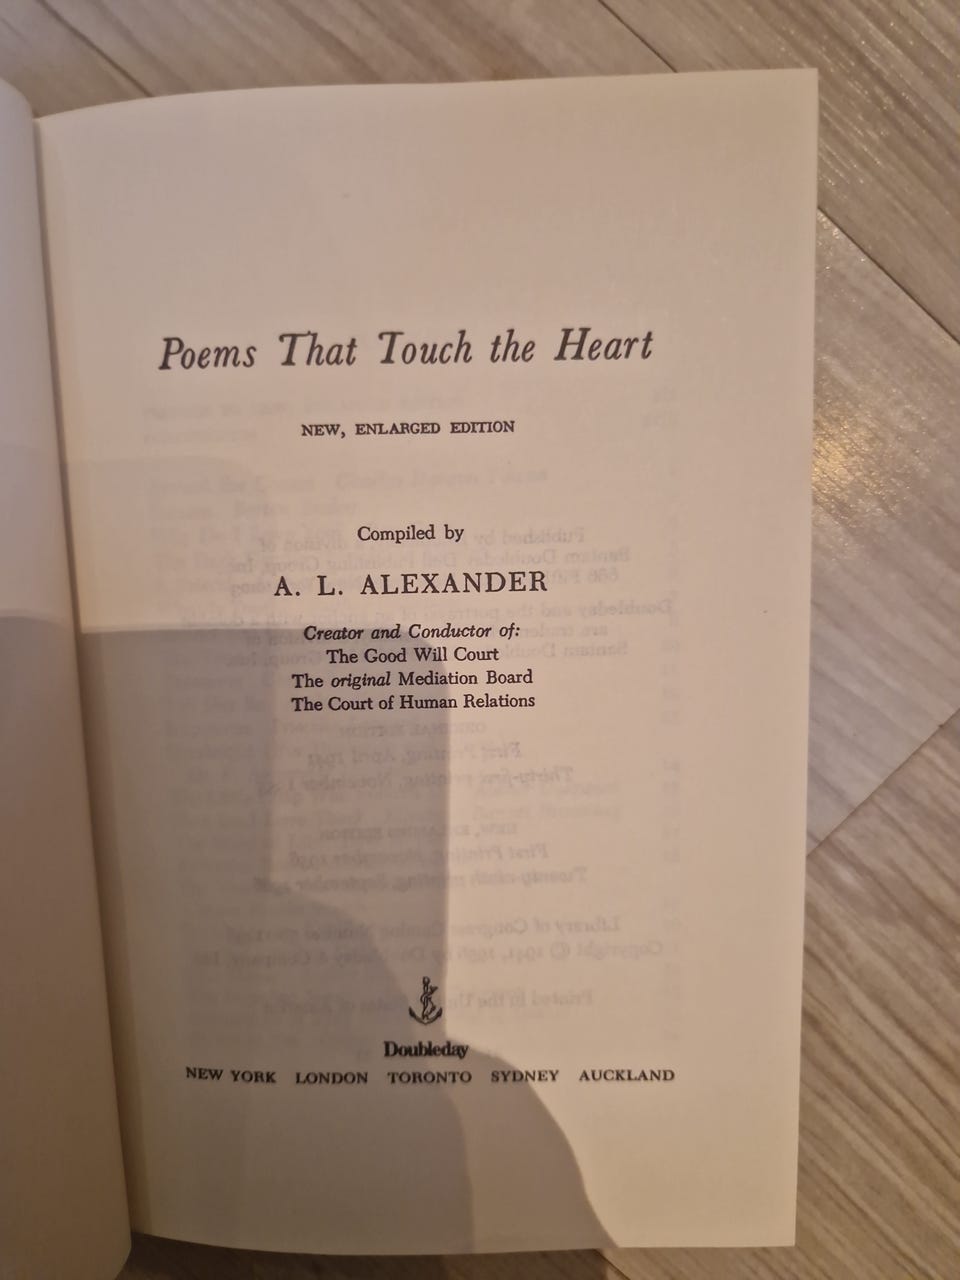 Poems That Touch the Heart
NEW, ENLARGED EDITION
Compiled by
A. L. ALEXANDER
Creator and Conductor of:
The Good Will Court
The original Mediation Board
The Court of Human Relations
Doubleday
NEW YORK LONDON TORONTO SYDNEY AUCKLAND